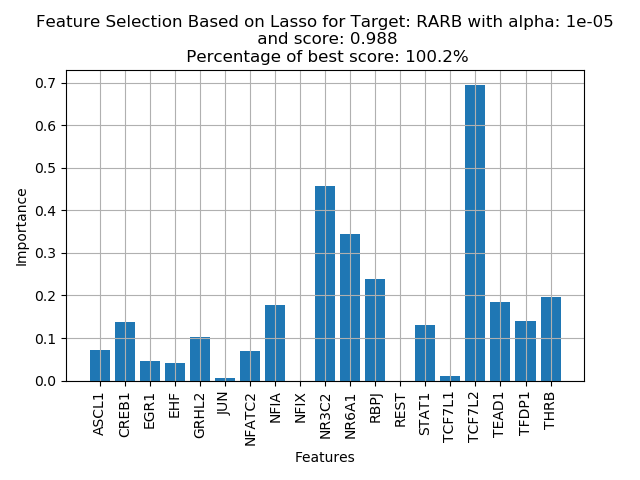 Feature Selection Based on Lasso for Target: RARB with alpha: 1e-05
and score: 0.988
Percentage of best score: 100.2%
0.7
0.6
0.5
0.4
0.3
0.2
0.1
0.0
Importance
ASCL1
CREB1
EGR1
EHF
GRHL2
JUN
NFATC2
NFIA
NFIX
NR3C2
NR6A1
RBPJ
REST
STAT1
TCF7L1
TCF7L2
TEAD1
TFDP1
THRB
Features